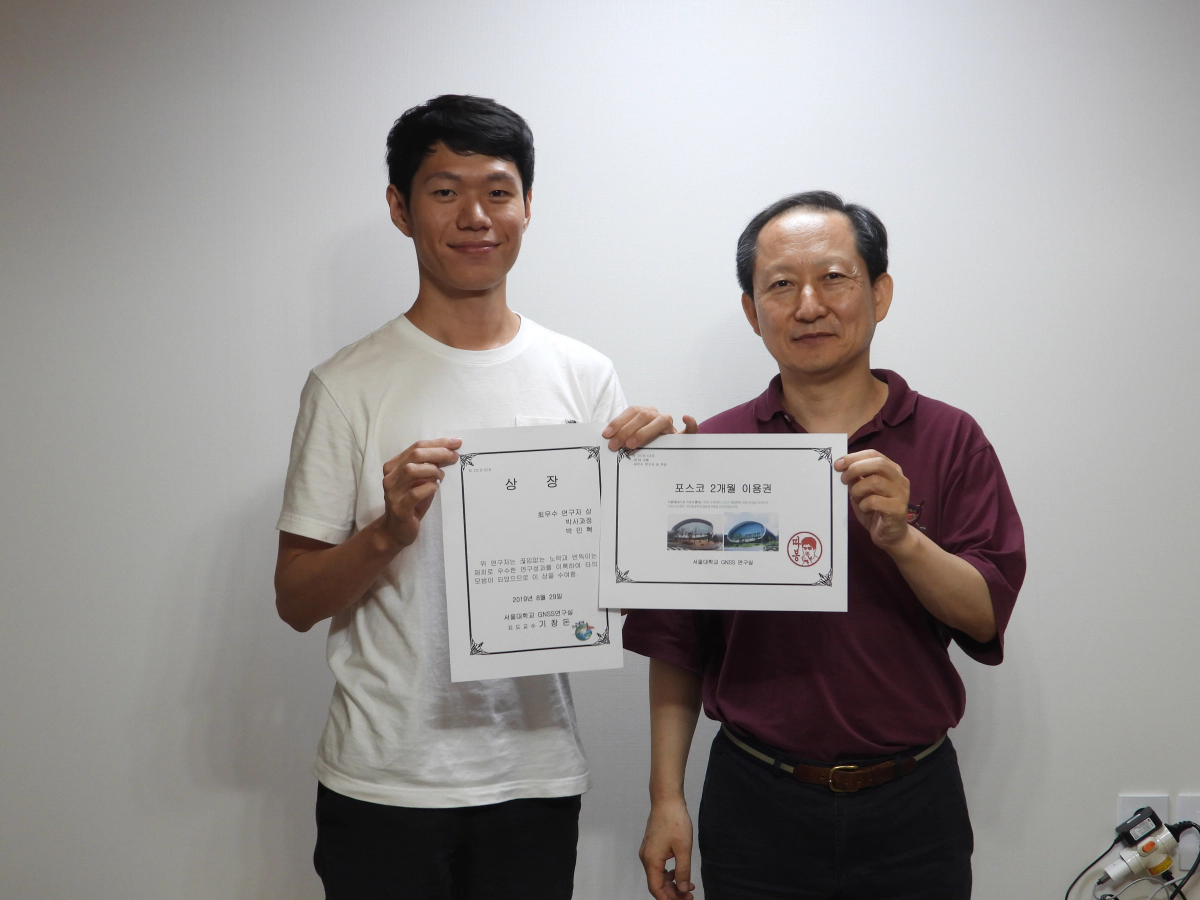 상 장
최우수 연구자 상
박사과정
박 민 혁
위 연구자는 끊임없는 노력과 번뜩이는
재치로 우수한 연구성과를 이룩하여 타의
모범이 되었으므로 이 상을 수여함.
2019년 8월 29일
서울대학교 GNSS연구실
지 도 교 수 기 창 돈
포스코 2개월 이용권
서울대학교 GNSS 연구실